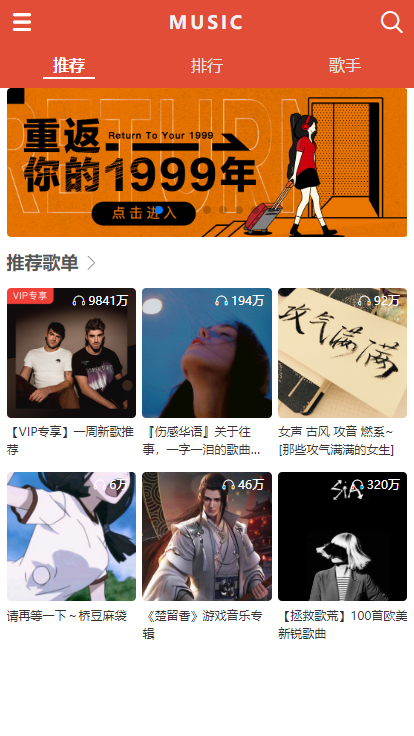 MUSIC
推荐
排行
歌手
重返
Return To Your 1999
你的1999年
点击进入
推荐歌单
VIP专享
9841万
194万
92万
攻气满满
【VIP专享】一周新歌推
荐
『伤感华语』关于往
事，一字一泪的歌曲...
女声 古风 攻音 燃系~
[那些攻气满满的女生]
6万
46万
320万
SiA
请再等一下～桥豆麻袋
《楚留香》游戏音乐专
辑
【拯救歌荒】100首欧美
新锐歌曲